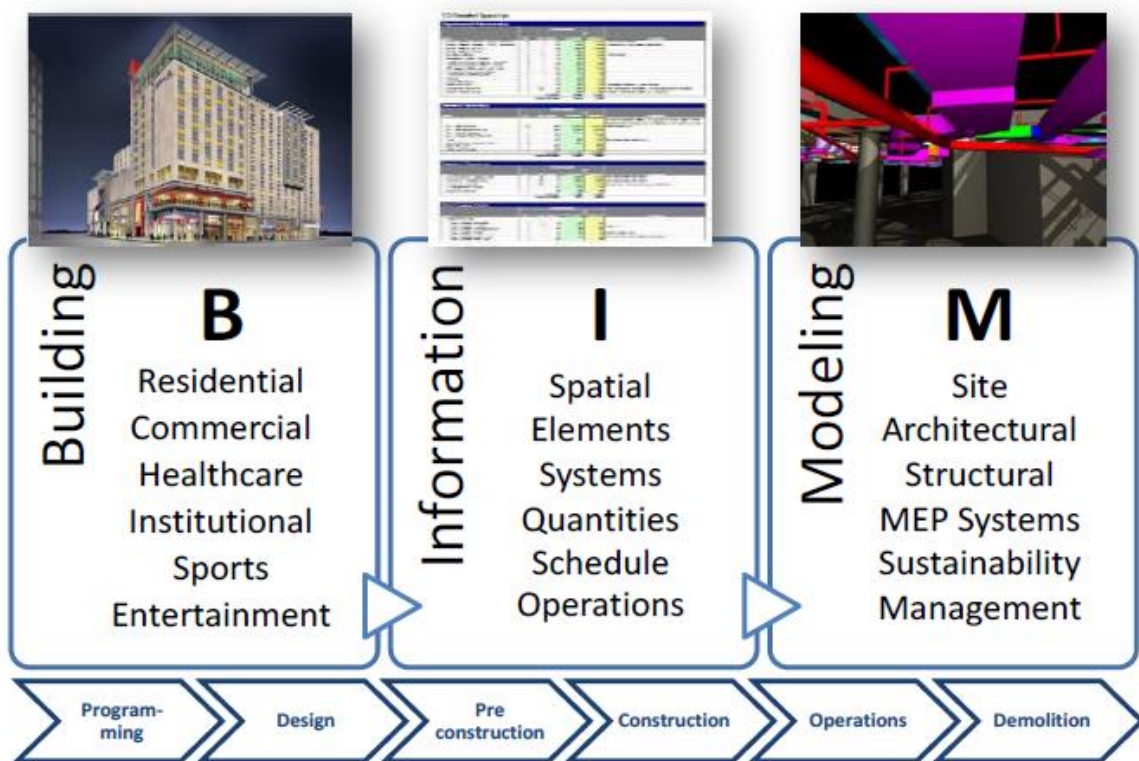 Building
B
Residential
Commercial
Healthcare
Institutional
Sports
Entertainment
Information
I
Spatial
Elements
Systems
Quantities
Schedule
Operations
Modeling
M
Site
Architectural
Structural
MEP Systems
Sustainability
Management
Program-
ming
Design
Pre
construction
Construction
Operations
Demolition